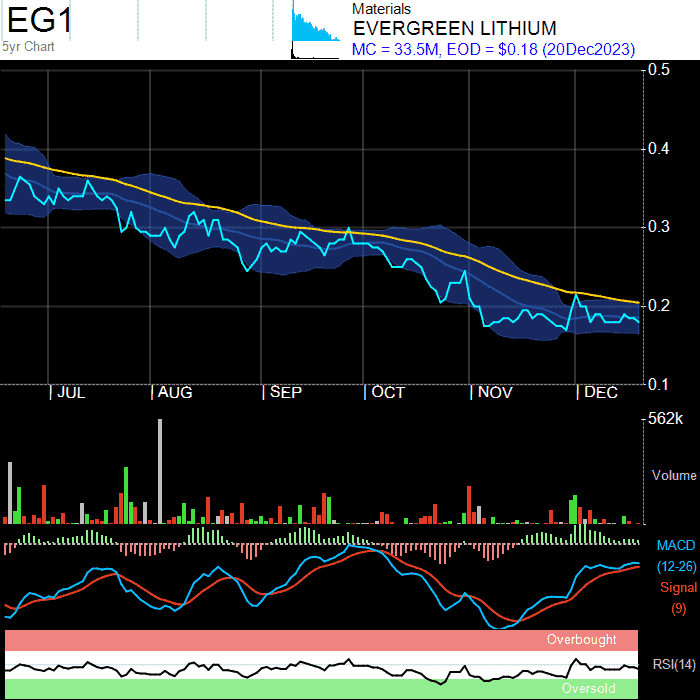 EG1
5yr Chart
Materials
EVERGREEN LITHIUM
MC = 33.5M, EOD = $0.18 (20Dec2023)
0.5
0.4
0.3
0.2
0.1
JUL AUG SEP OCT NOV DEC
562k
Volume
MACD
(12-26)
Signal
(9)
Overbought
RSI(14)
Oversold